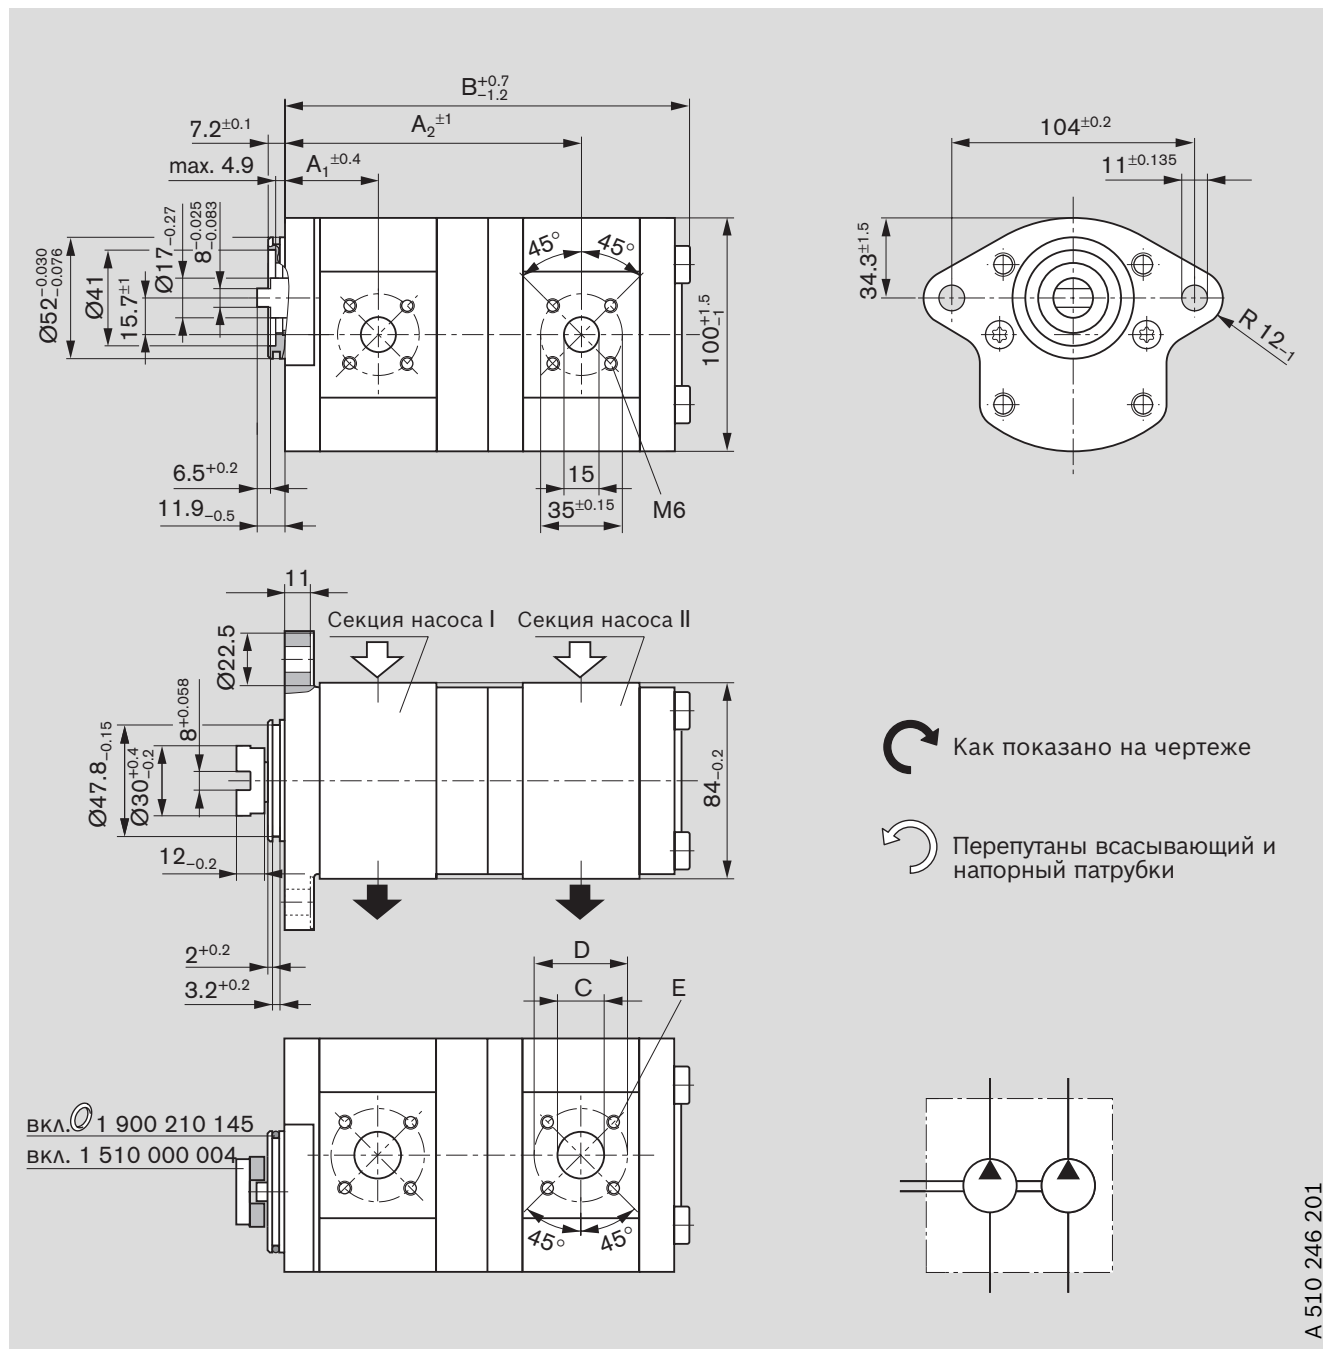 B+0.7 −1.2
A₂±1
7.2±0.1
max. 4.9
A₁±0.4
Ø52−0.030 −0.076
Ø41
15.7±1
Ø17−0.27
8−0.025 −0.083
45°
45°
100+1.5 −1
6.5+0.2
11.9−0.5
15
35±0.15
M6
104±0.2
11±0.135
34.3±1.5
R 12−1
11
Ø22.5
Секция насоса I
Секция насоса II
Ø47.8−0.15
Ø30+0.4 −0.2
8+0.058
84−0.2
12−0.2
2+0.2
3.2+0.2
Как показано на чертеже
Перепутаны всасывающий и
напорный патрубки
D
C
E
вкл. 1 900 210 145
вкл. 1 510 000 004
45°
45°
A 510 246 201